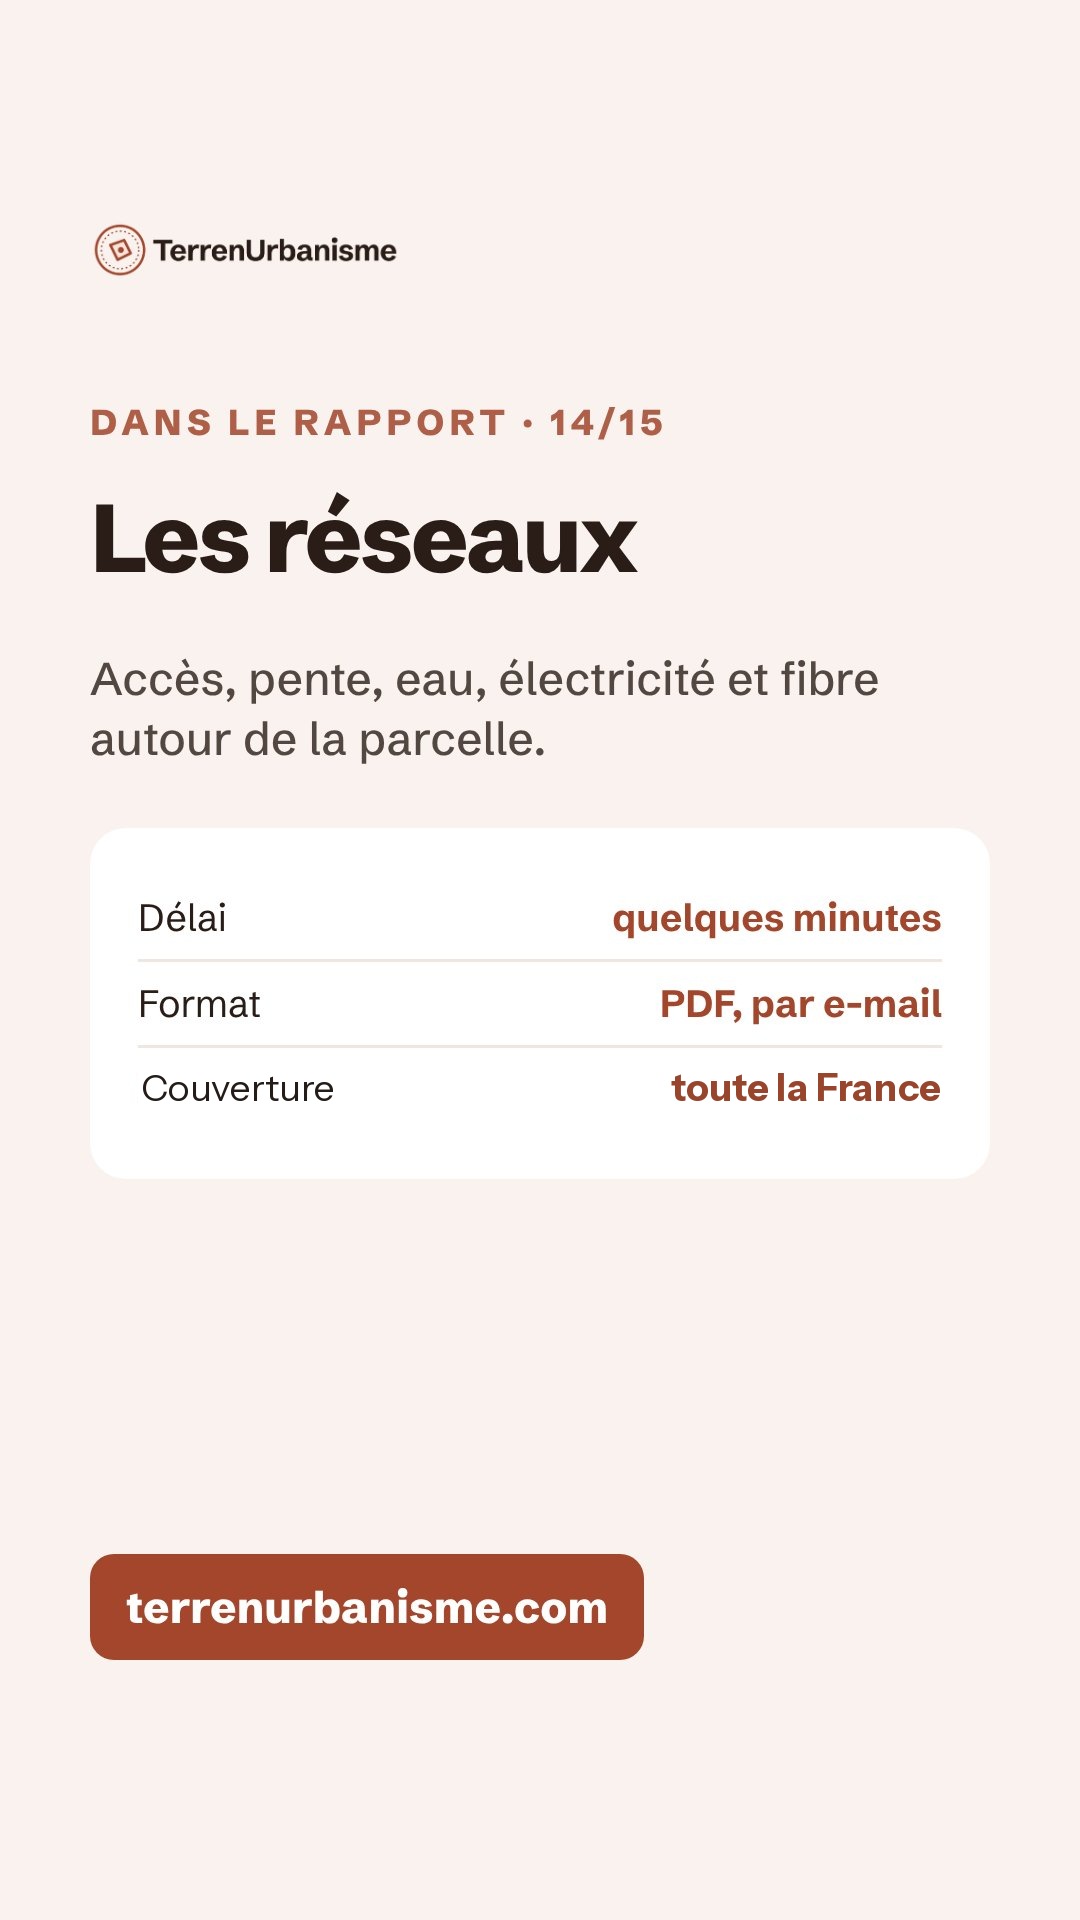 TerrenUrbanisme
DANS LE RAPPORT · 14/15
Les réseaux
Accès, pente, eau, électricité et fibre
autour de la parcelle.
Délai quelques minutes
Format PDF, par e-mail
Couverture toute la France
terrenurbanisme.com